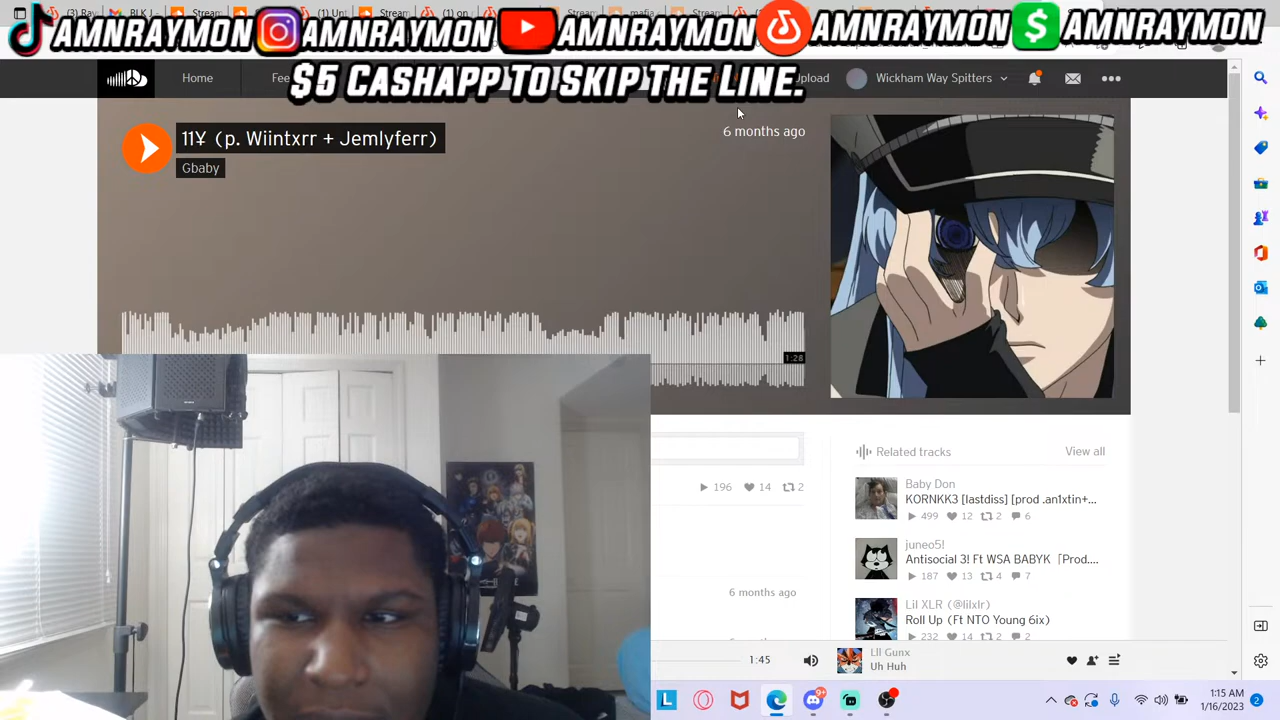 AMNRAYMON AMNRAYMON AMNRAYMON AMNRAYMON $ AMNRAYMON
$5 CASHAPP TO SKIP THE LINE.
Home
Upload
Wickham Way Spitters
11¥ (p. Wiintxrr + Jemlyferr)
Gbaby
6 months ago
1:28
196 14 2
6 months ago
Related tracks
View all
Baby Don
KORNKK3 [lastdiss] [prod .an1xtin+...
499 12 2 6
juneo5!
Antisocial 3! Ft WSA BABYK「Prod....
187 13 4 7
Lil XLR (@lilxlr)
Roll Up (Ft NTO Young 6ix)
232 14 2 2
1:45
Lil Gunx
Uh Huh
L
9+
1:15 AM
1/16/2023
2